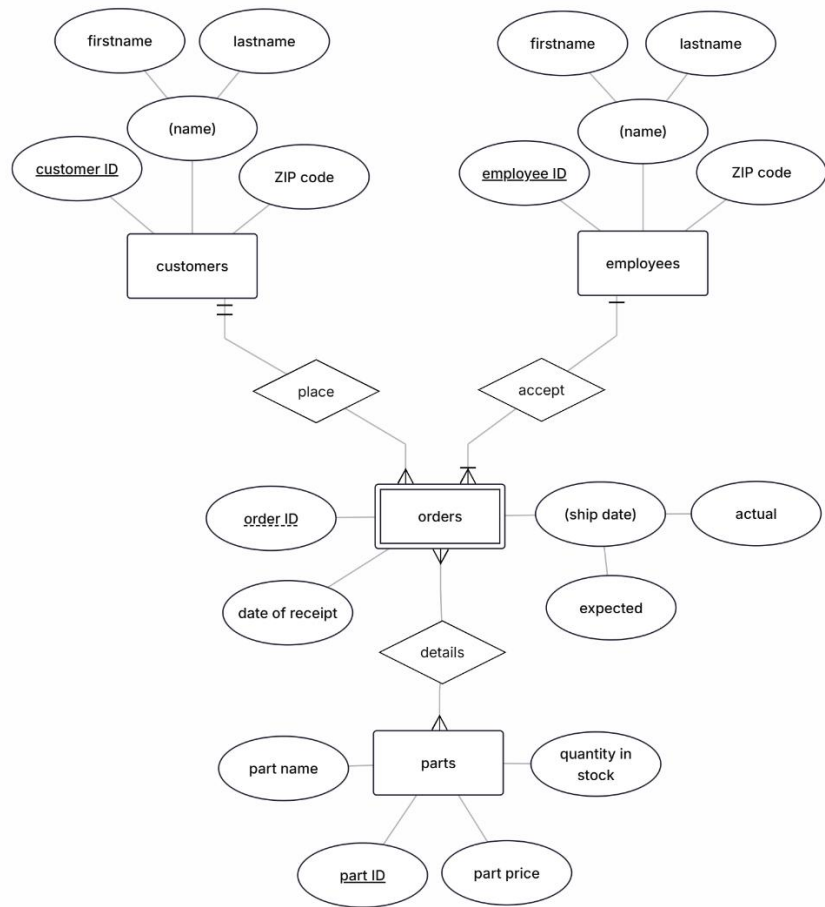 firstname
lastname
firstname
lastname
(name)
(name)
customer ID
ZIP code
employee ID
ZIP code
customers
employees
place
accept
order ID
orders
(ship date)
actual
date of receipt
expected
details
part name
parts
quantity in
stock
part ID
part price